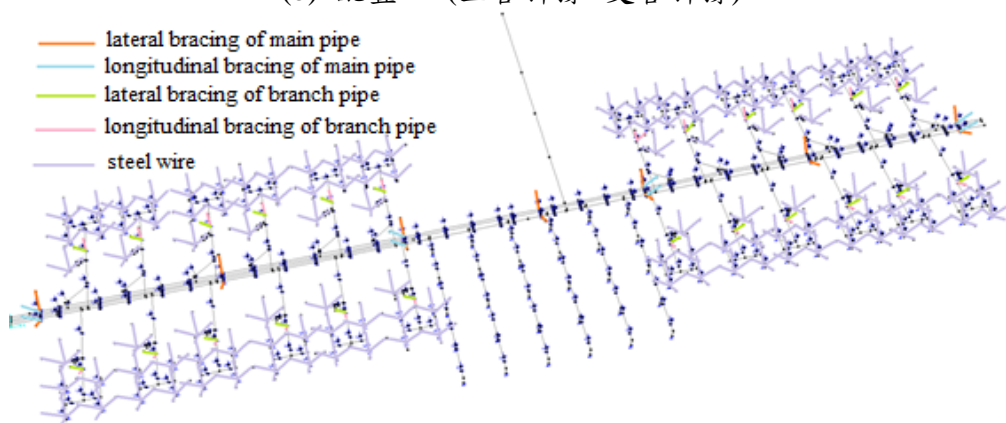 lateral bracing of main pipe
longitudinal bracing of main pipe
lateral bracing of branch pipe
longitudinal bracing of branch pipe
steel wire